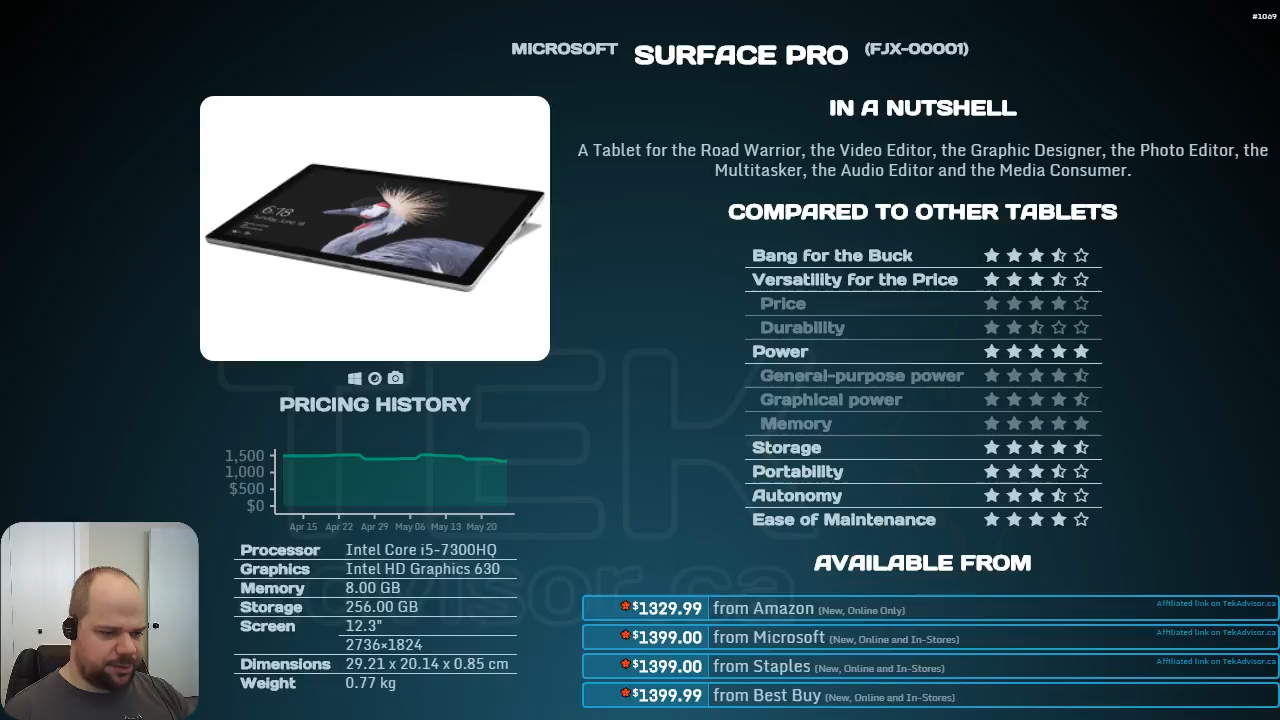 #1069
MICROSOFT SURFACE PRO (FJX-00001)
IN A NUTSHELL
A Tablet for the Road Warrior, the Video Editor, the Graphic Designer, the Photo Editor, the
Multitasker, the Audio Editor and the Media Consumer.
COMPARED TO OTHER TABLETS
Bang for the Buck
Versatility for the Price
Price
Durability
Power
General-purpose power
Graphical power
Memory
Storage
Portability
Autonomy
Ease of Maintenance
6:18
Sunday, June 18
PRICING HISTORY
1,500
1,000
$500
$0
Apr 15 Apr 22 Apr 29 May 06 May 13 May 20
Processor Intel Core i5-7300HQ
Graphics Intel HD Graphics 630
Memory 8.00 GB
Storage 256.00 GB
Screen 12.3"
2736×1824
Dimensions 29.21 x 20.14 x 0.85 cm
Weight 0.77 kg
AVAILABLE FROM
$1329.99 from Amazon (New, Online Only) Affiliated link on TekAdvisor.ca
$1399.00 from Microsoft (New, Online and In-Stores) Affiliated link on TekAdvisor.ca
$1399.00 from Staples (New, Online and In-Stores) Affiliated link on TekAdvisor.ca
$1399.99 from Best Buy (New, Online and In-Stores)